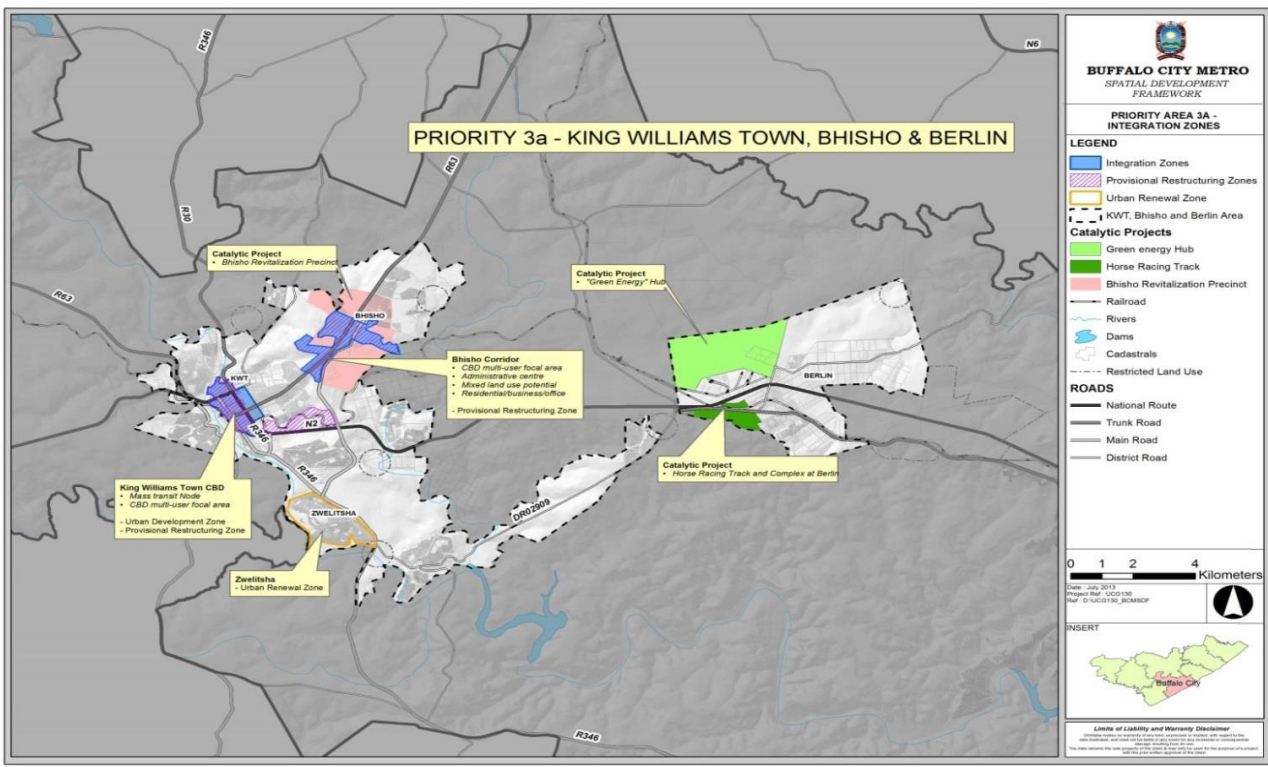 R346
N6
PRIORITY 3a - KING WILLIAMS TOWN, BHISHO & BERLIN
R63
R30
Catalytic Project
• Bhisho Revitalization Precinct
Catalytic Project
• "Green Energy" Hub
R63
BHISHO
KWT
BERLIN
Bhisho Corridor
• CBD multi-user focal area
• Administrative centre
• Mixed land use potential
• Residential/business/office
- Provisional Restructuring Zone
N2
R346
R346
Catalytic Project
• Horse Racing Track and Complex at Berlin
King Williams Town CBD
• Mass transit Node
• CBD multi-user focal area
- Urban Development Zone
- Provisional Restructuring Zone
ZWELITSHA
DR02909
Zwelitsha
- Urban Renewal Zone
R346
BUFFALO CITY METRO
SPATIAL DEVELOPMENT
FRAMEWORK
PRIORITY AREA 3A -
INTEGRATION ZONES
LEGEND
Integration Zones
Provisional Restructuring Zones
Urban Renewal Zone
KWT, Bhisho and Berlin Area
Catalytic Projects
Green energy Hub
Horse Racing Track
Bhisho Revitalization Precinct
Railroad
Rivers
Dams
Cadastrals
Restricted Land Use
ROADS
National Route
Trunk Road
Main Road
District Road
0 1 2 4
Kilometers
Date : July 2013
Project Ref : UCG130
Ref : D:\UCG130_BCMSDF
INSERT
Buffalo City
Limits of Liability and Warranty Disclaimer